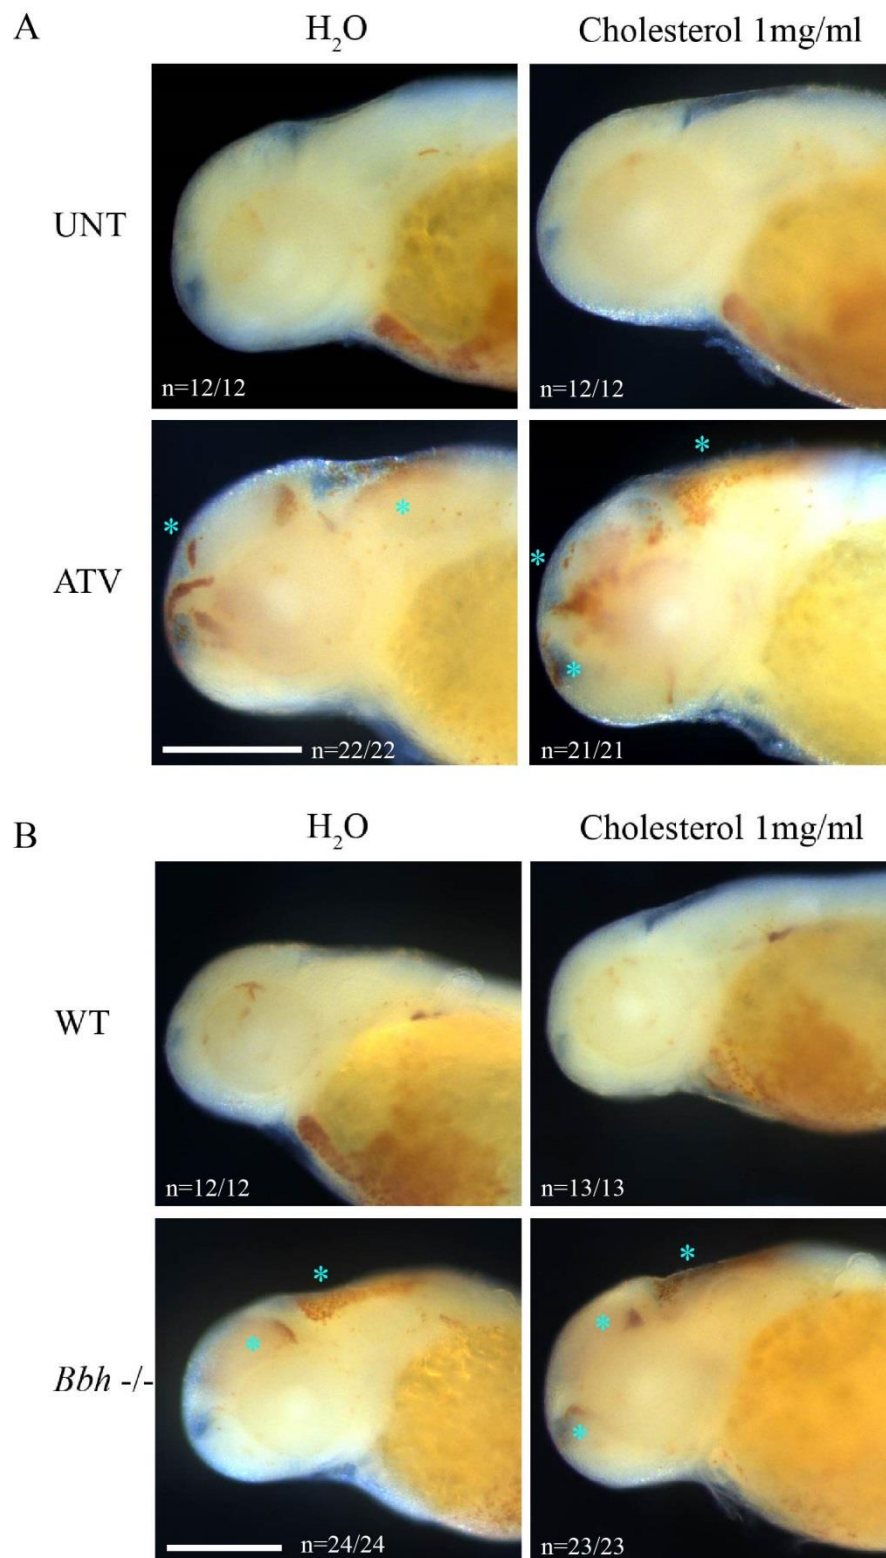 A
H₂O Cholesterol 1mg/ml
UNT
n=12/12 n=12/12
* * *
ATV
* *
n=22/22 n=21/21
B
H₂O Cholesterol 1mg/ml
WT
n=12/12 n=13/13
* *
* *
Bbh -/-
*
n=24/24 n=23/23